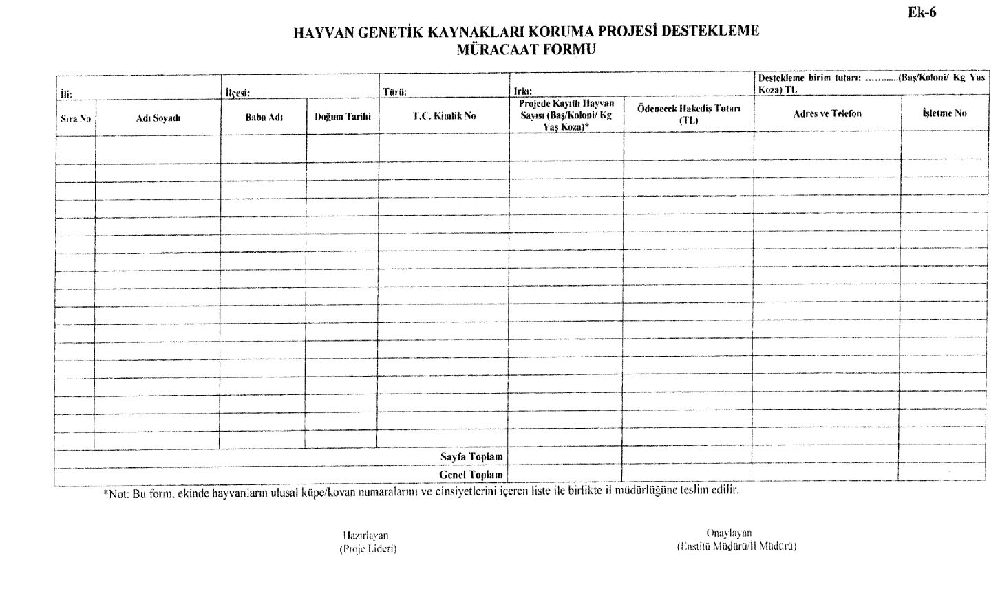 Ek-6
HAYVAN GENETİK KAYNAKLARI KORUMA PROJESİ DESTEKLEME
MÜRACAAT FORMU
İli:
İlçesi:
Türü:
Irkı:
Destekleme birim tutarı: ...........(Baş/Koloni/ Kg Yaş
Koza) TL
Sıra No
Adı Soyadı
Baba Adı
Doğum Tarihi
T.C. Kimlik No
Projede Kayıtlı Hayvan
Sayısı (Baş/Koloni/ Kg
Yaş Koza)*
Ödenecek Hakediş Tutarı
(TL)
Adres ve Telefon
İşletme No
Sayfa Toplam
Genel Toplam
*Not: Bu form, ekinde hayvanların ulusal küpe/kovan numaralarını ve cinsiyetlerini içeren liste ile birlikte il müdürlüğüne teslim edilir.
Hazırlayan
(Proje Lideri)
Onaylayan
(Enstitü Müdürü/İl Müdürü)